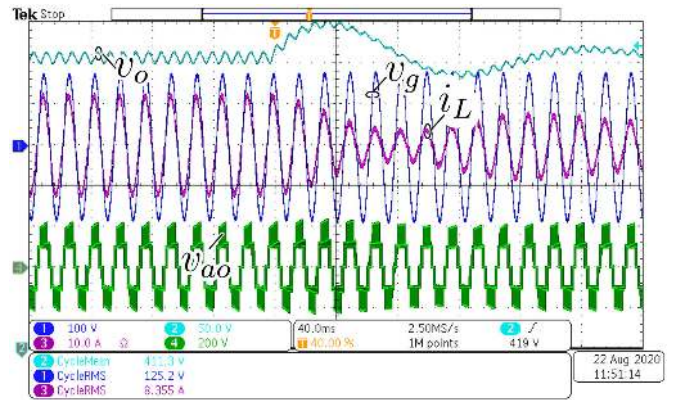 Tek Stop
T
T
v_o
v_g
i_L
1
v_ao
4
1 100 V 2 50.0 V 40.0ms 2.50MS/s 2 ƒ
3 10.0 A Ω 4 200 V T 40.00 % 1M points 419 V
2
2 CycleMean 411.3 V
1 CycleRMS 125.2 V
3 CycleRMS 8.355 A
22 Aug 2020
11:51:14